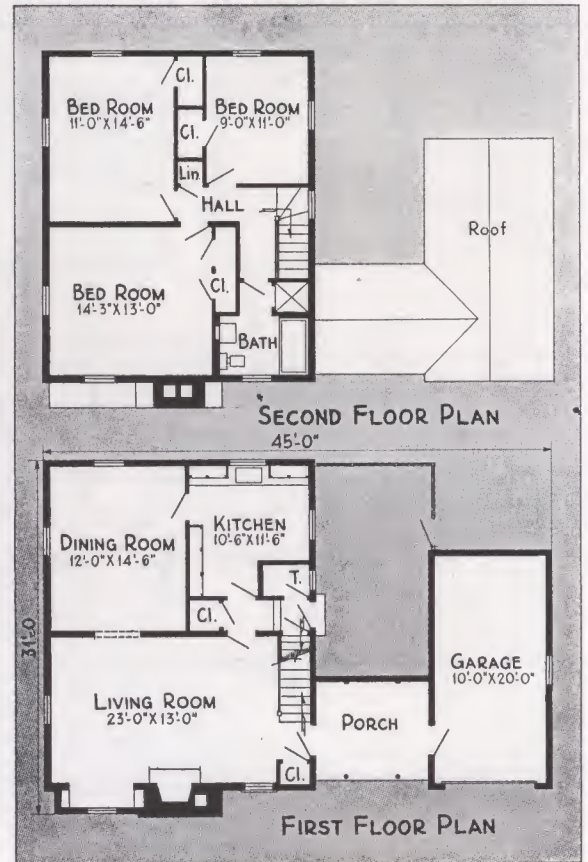 Cl.
BED ROOM
11'-0"X14'-6"
BED ROOM
9'-0"X11'-0"
Cl.
Lin.
HALL
Roof
BED ROOM
14'-3"X13'-0"
Cl.
BATH
SECOND FLOOR PLAN
45'-0"
KITCHEN
10'-6"X11'-6"
DINING ROOM
12'-0"X14'-6"
T.
Cl.
31'-0
GARAGE
10'-0"X20'-0"
LIVING ROOM
23'-0"X13'-0"
PORCH
Cl.
FIRST FLOOR PLAN